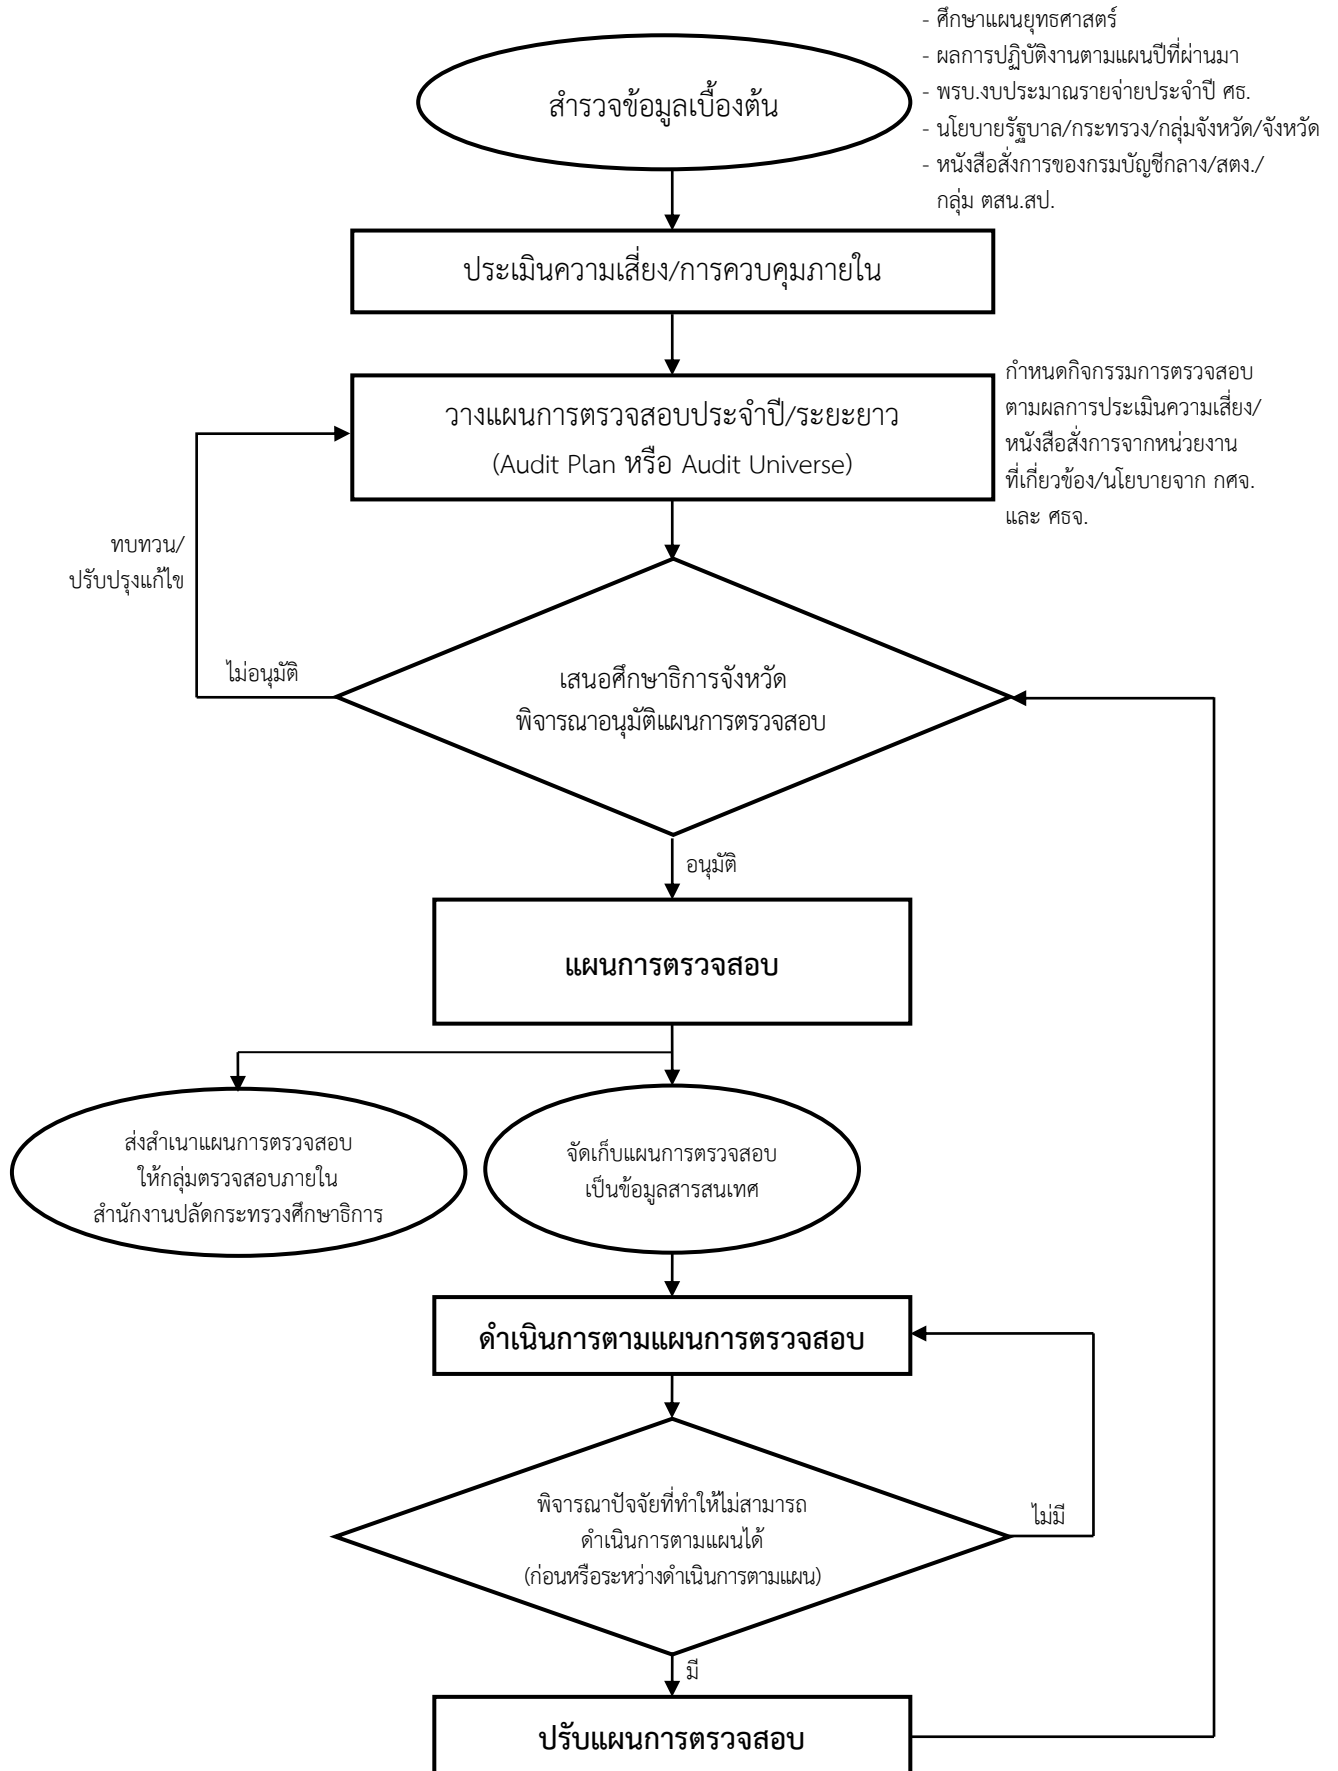 สำรวจข้อมูลเบื้องต้น
- ศึกษาแผนยุทธศาสตร์
- ผลการปฏิบัติงานตามแผนปีที่ผ่านมา
- พรบ.งบประมาณรายจ่ายประจำปี ศธ.
- นโยบายรัฐบาล/กระทรวง/กลุ่มจังหวัด/จังหวัด
- หนังสือสั่งการของกรมบัญชีกลาง/สตง./
กลุ่ม ตสน.สป.
ประเมินความเสี่ยง/การควบคุมภายใน
วางแผนการตรวจสอบประจำปี/ระยะยาว
(Audit Plan หรือ Audit Universe)
กำหนดกิจกรรมการตรวจสอบ
ตามผลการประเมินความเสี่ยง/
หนังสือสั่งการจากหน่วยงาน
ที่เกี่ยวข้อง/นโยบายจาก กศจ.
และ ศธจ.
ทบทวน/
ปรับปรุงแก้ไข
ไม่อนุมัติ
เสนอศึกษาธิการจังหวัด
พิจารณาอนุมัติแผนการตรวจสอบ
อนุมัติ
แผนการตรวจสอบ
ส่งสำเนาแผนการตรวจสอบ
ให้กลุ่มตรวจสอบภายใน
สำนักงานปลัดกระทรวงศึกษาธิการ
จัดเก็บแผนการตรวจสอบ
เป็นข้อมูลสารสนเทศ
ดำเนินการตามแผนการตรวจสอบ
พิจารณาปัจจัยที่ทำให้ไม่สามารถ
ดำเนินการตามแผนได้
(ก่อนหรือระหว่างดำเนินการตามแผน)
ไม่มี
มี
ปรับแผนการตรวจสอบ